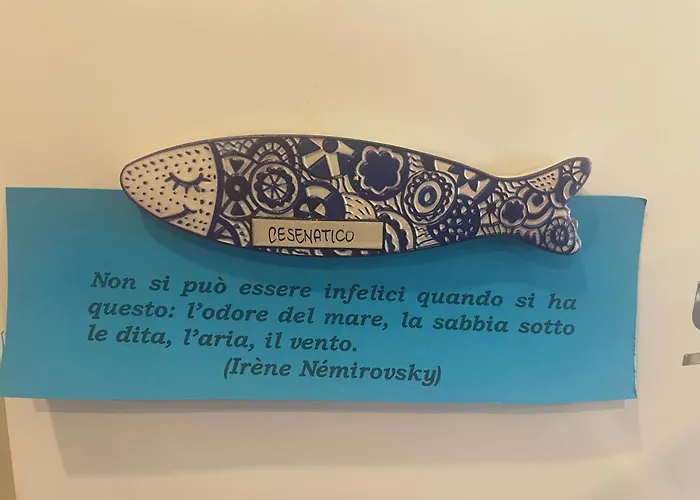 CESENATICO
Non si può essere infelici quando si ha
questo: l'odore del mare, la sabbia sotto
le dita, l'aria, il vento.
(Irène Némirovsky)